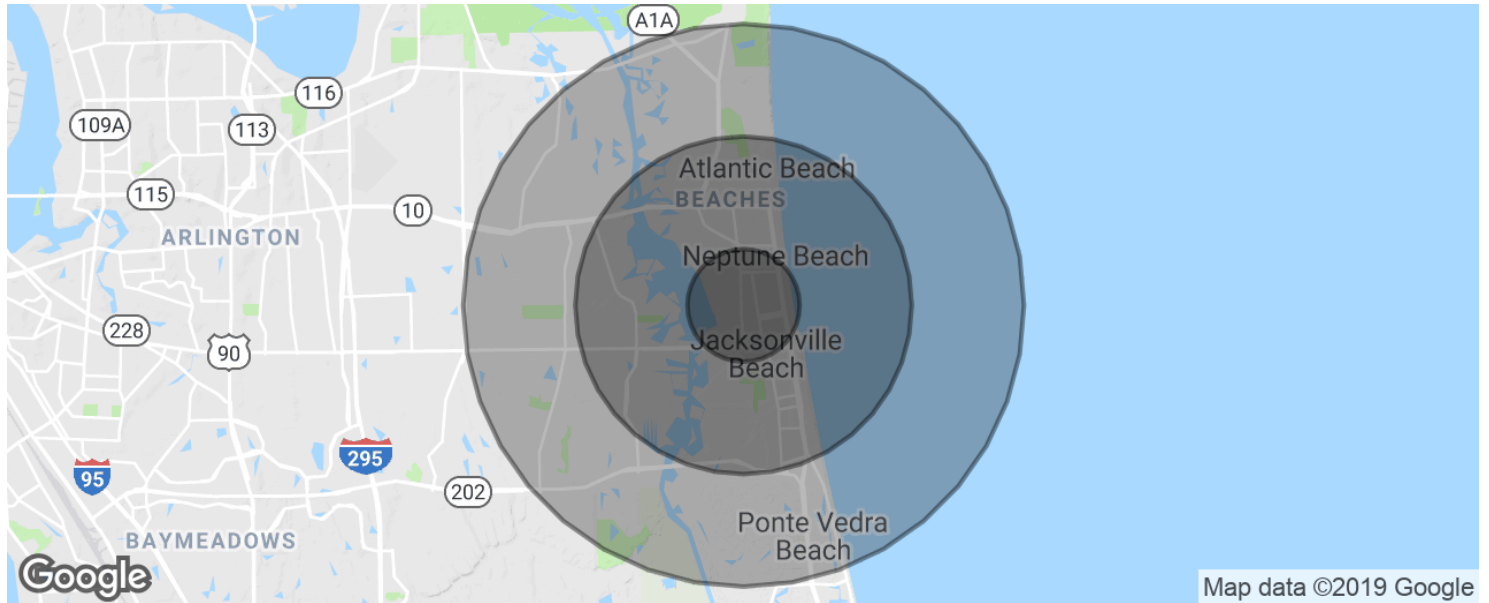 A1A
116
109A
113
Atlantic Beach
115
BEACHES
10
ARLINGTON
Neptune Beach
228
90
Jacksonville
Beach
295
95
202
Ponte Vedra
Beach
BAYMEADOWS
Google
Map data ©2019 Google